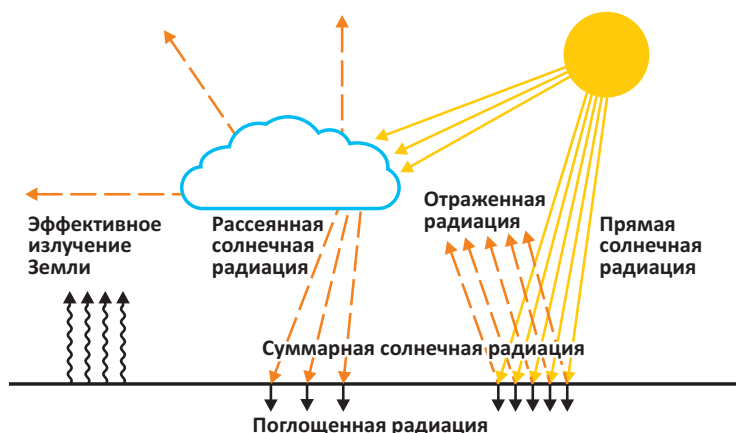 Эффективное
излучение
Земли
Рассеянная
солнечная
радиация
Отраженная
радиация
Прямая
солнечная
радиация
Суммарная солнечная радиация
Поглощенная радиация